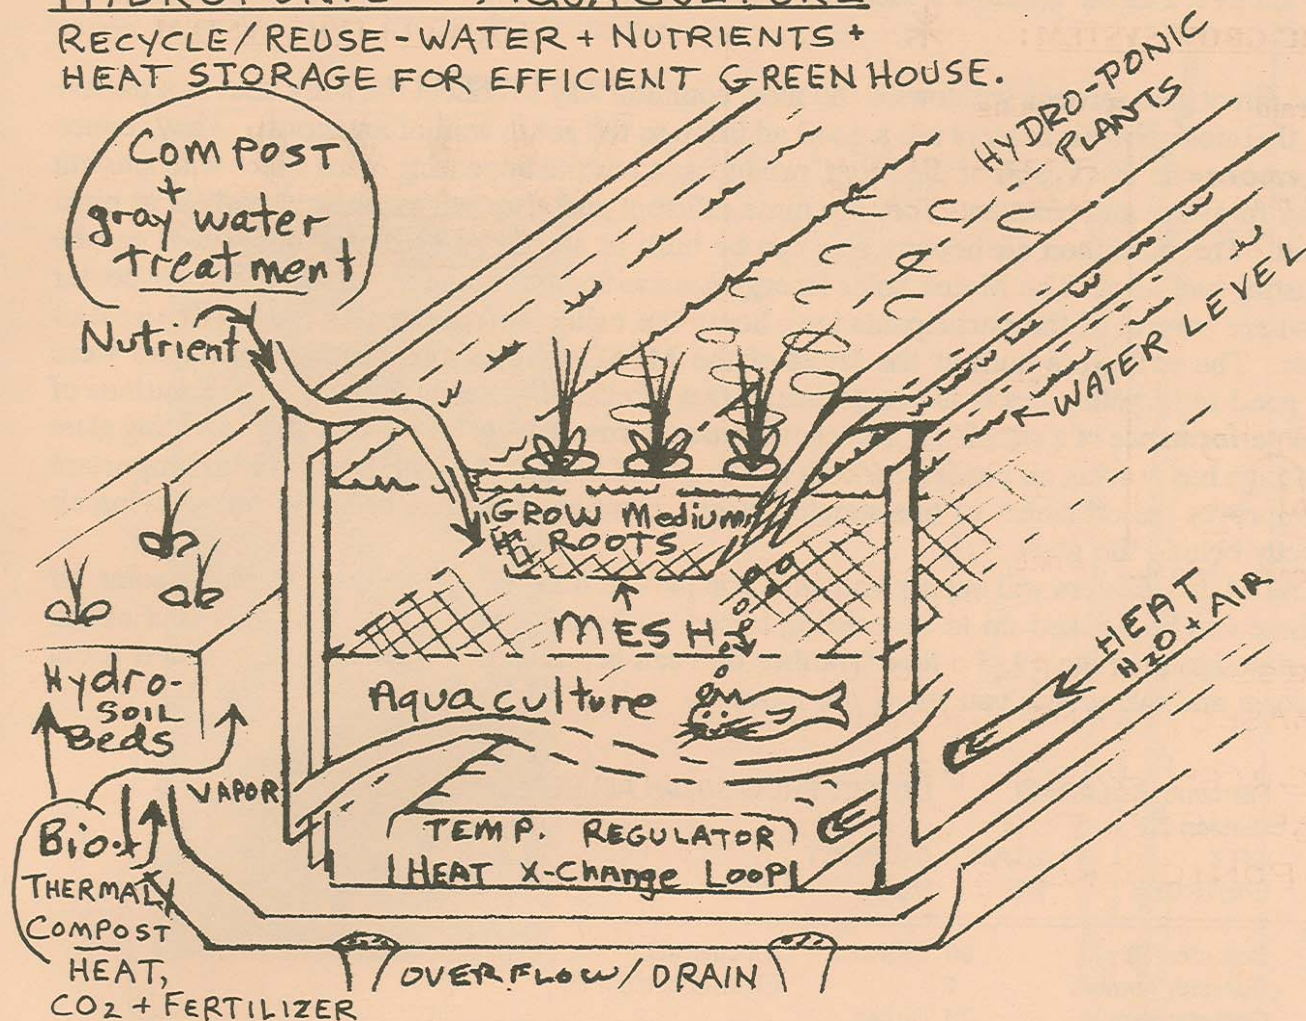 HYDROPONIC AQUACULTURE
RECYCLE/REUSE-WATER + NUTRIENTS +
HEAT STORAGE FOR EFFICIENT GREENHOUSE.
COMPOST
+
gray water
treatment
Nutrient
HYDRO-PONIC
PLANTS
WATER LEVEL
GROW Medium
ROOTS
MESH
HEAT
H2O + AIR
Aquaculture
Hydro-
SOIL
Beds
VAPOR
TEMP. REGULATOR
HEAT X-Change LOOP
Bio+
THERMAL
COMPOST
HEAT,
CO2 + FERTILIZER
OVERFLOW/DRAIN